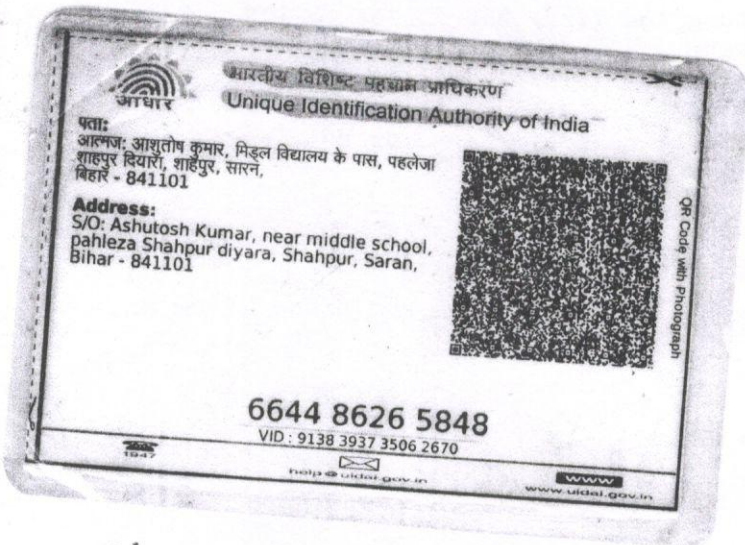 आधार
भारतीय विशिष्ट पहचान प्राधिकरण
Unique Identification Authority of India
पता:
आत्मज: आशुतोष कुमार, मिड्ल विद्यालय के पास, पहलेजा
शाहपुर दियारा, शाहपुर, सारन,
बिहार - 841101
Address:
S/O: Ashutosh Kumar, near middle school,
pahleza Shahpur diyara, Shahpur, Saran,
Bihar - 841101
QR Code with Photograph
6644 8626 5848
VID : 9138 3937 3506 2670
1947
help@uidai.gov.in
www
www.uidai.gov.in